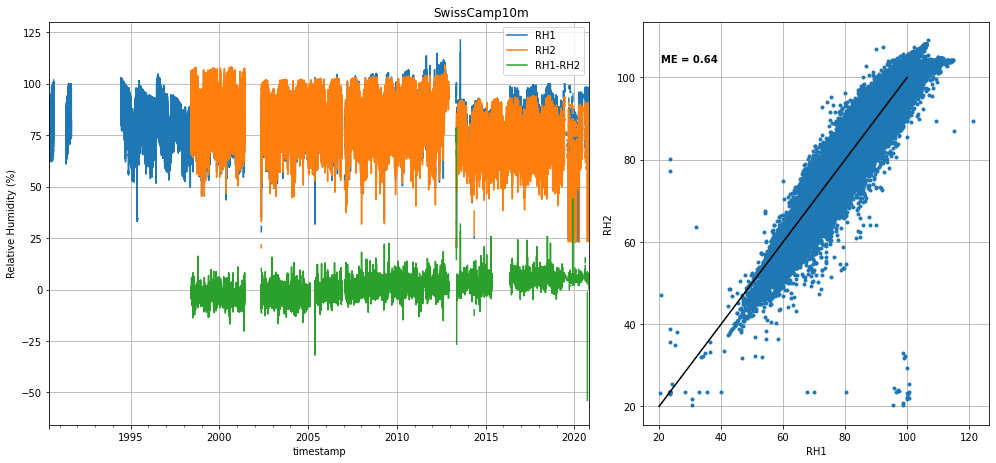 SwissCamp10m
RH1
RH2
RH1-RH2
125
100
75
50
25
0
−25
−50
Relative Humidity (%)
1995
2000
2005
2010
2015
2020
timestamp
ME = 0.64
100
80
60
40
20
RH2
20
40
60
80
100
120
RH1